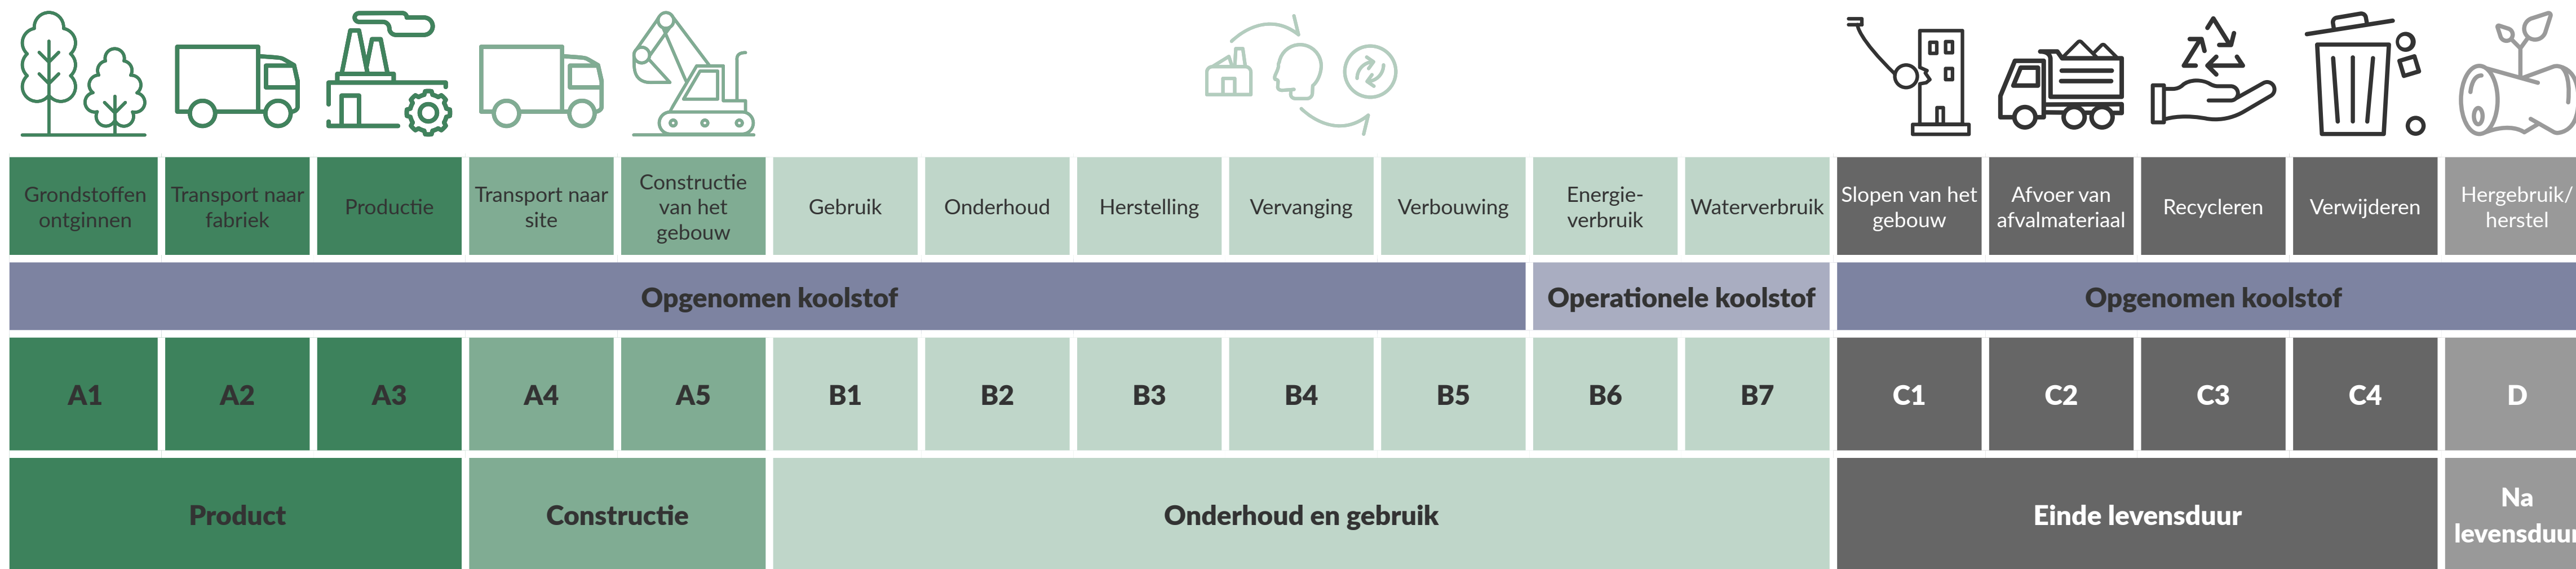 Grondstoffen
ontginnen
Transport naar
fabriek
Productie
Transport naar
site
Constructie
van het
gebouw
Gebruik
Onderhoud
Herstelling
Vervanging
Verbouwing
Energie-
verbruik
Waterverbruik
Slopen van het
gebouw
Afvoer van
afvalmateriaal
Recycleren
Verwijderen
Hergebruik/
herstel
Opgenomen koolstof
Operationele koolstof
Opgenomen koolstof
A1
A2
A3
A4
A5
B1
B2
B3
B4
B5
B6
B7
C1
C2
C3
C4
D
Product
Constructie
Onderhoud en gebruik
Einde levensduur
Na
levensduur